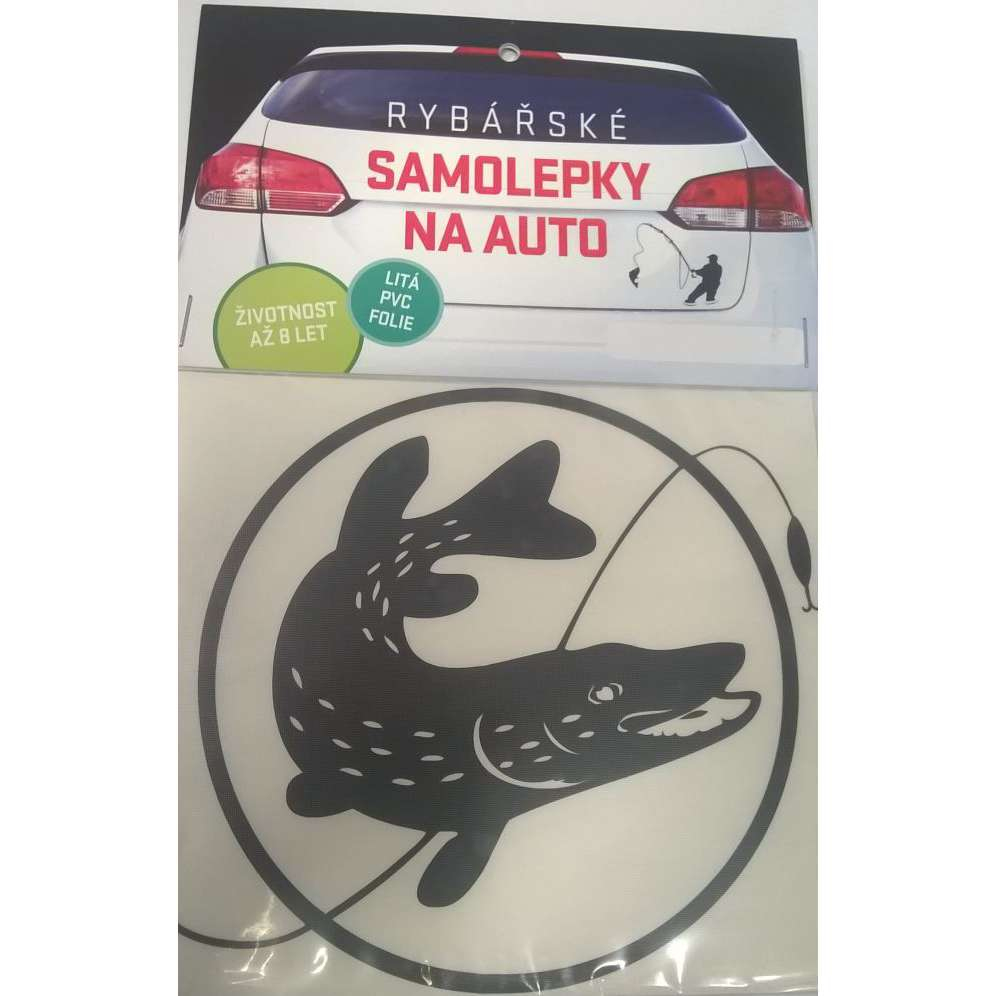 RYBÁŘSKÉ
SAMOLEPKY
NA AUTO
ŽIVOTNOST
AŽ 8 LET
LITÁ
PVC
FOLIE